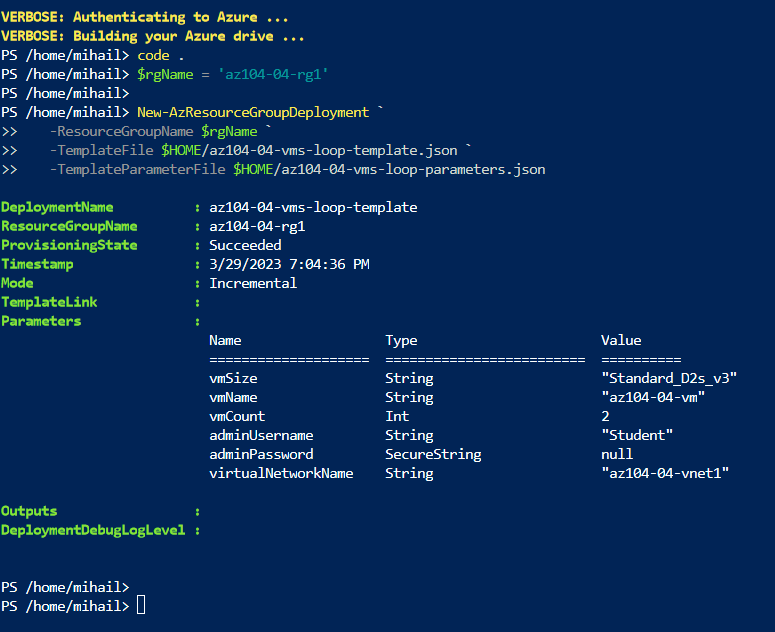 VERBOSE: Authenticating to Azure ...
VERBOSE: Building your Azure drive ...
PS /home/mihail> code .
PS /home/mihail> $rgName = 'az104-04-rg1'
PS /home/mihail>
PS /home/mihail> New-AzResourceGroupDeployment `
>>    -ResourceGroupName $rgName `
>>    -TemplateFile $HOME/az104-04-vms-loop-template.json `
>>    -TemplateParameterFile $HOME/az104-04-vms-loop-parameters.json

DeploymentName          : az104-04-vms-loop-template
ResourceGroupName       : az104-04-rg1
ProvisioningState       : Succeeded
Timestamp               : 3/29/2023 7:04:36 PM
Mode                    : Incremental
TemplateLink            :
Parameters              :
                          Name                  Type                       Value
                          ====================  =========================  ==========
                          vmSize                String                     "Standard_D2s_v3"
                          vmName                String                     "az104-04-vm"
                          vmCount               Int                        2
                          adminUsername         String                     "Student"
                          adminPassword         SecureString               null
                          virtualNetworkName    String                     "az104-04-vnet1"

Outputs                 :
DeploymentDebugLogLevel :


PS /home/mihail>
PS /home/mihail>